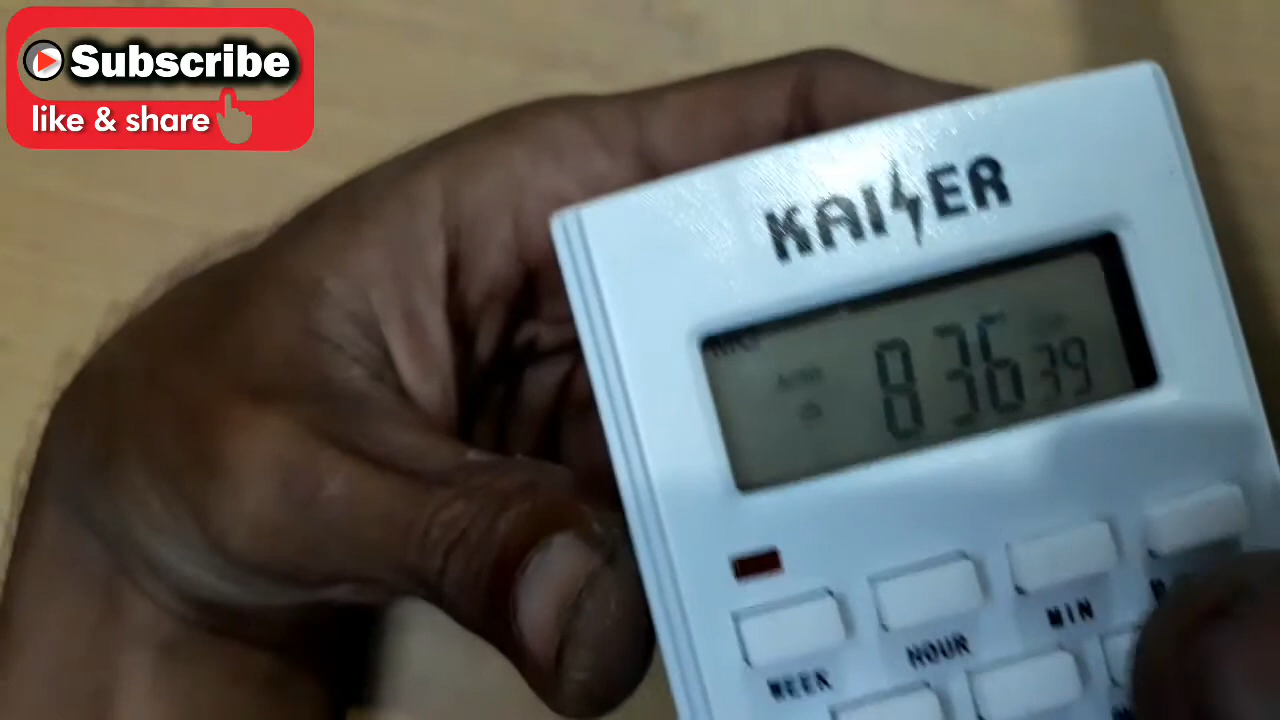 Subscribe
like & share
KAISER
8 36 39
WEEK
HOUR
MIN